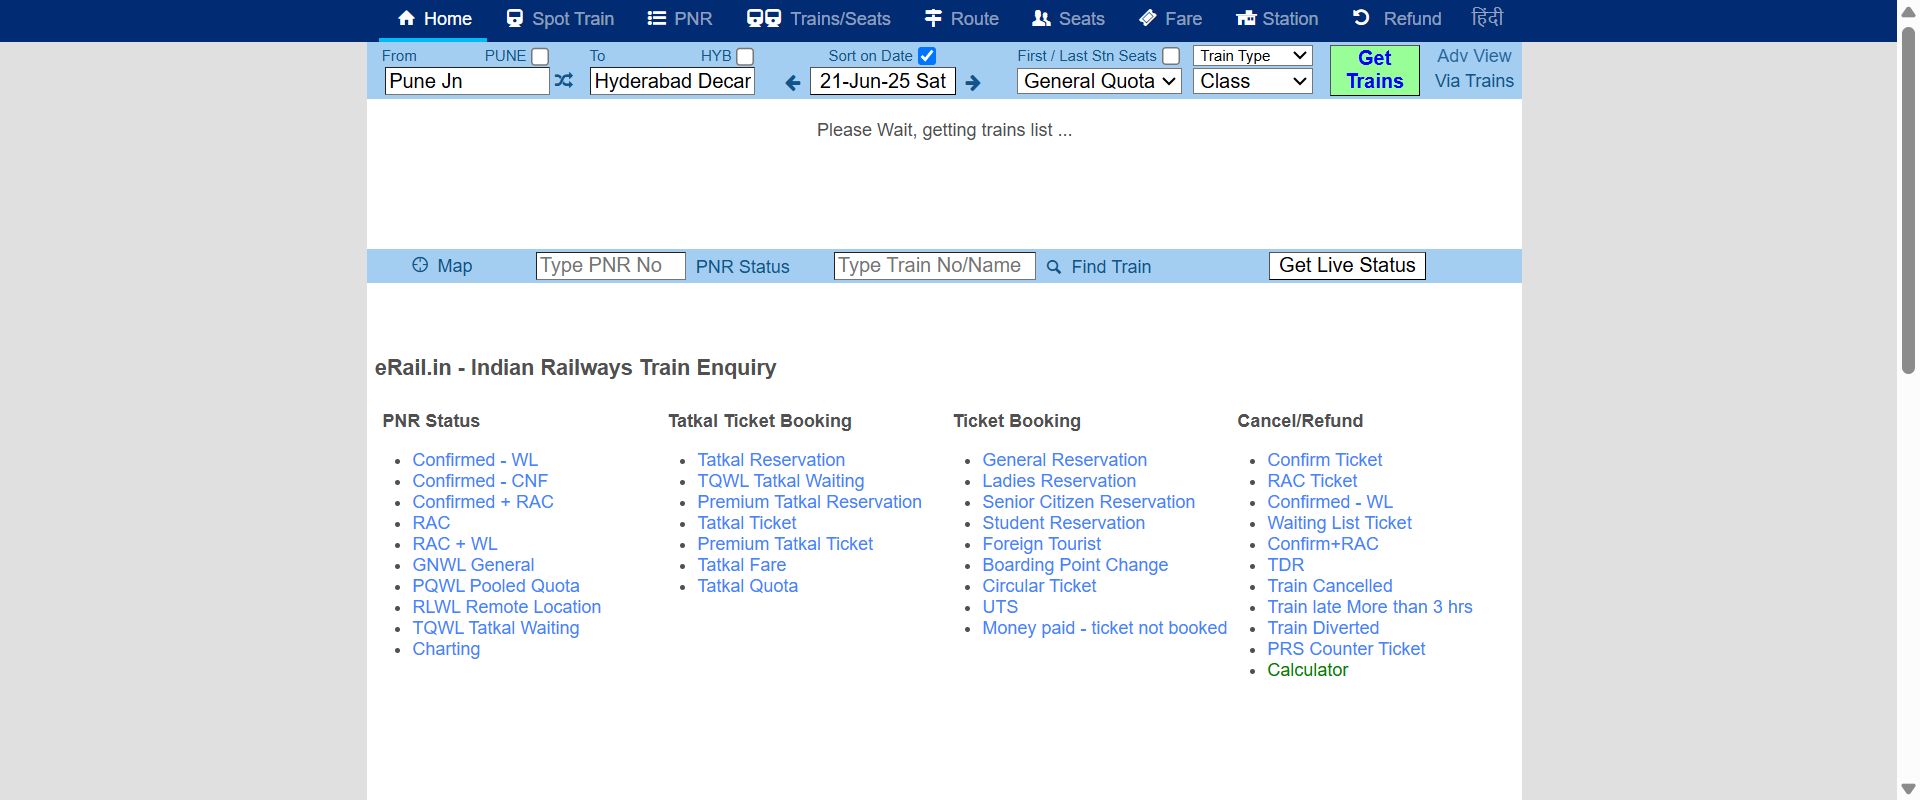 Home Spot Train PNR Trains/Seats Route Seats Fare Station Refund हिंदी
From PUNE To HYB Sort on Date First / Last Stn Seats Train Type Get Trains Adv View
Pune Jn Hyderabad Decan 21-Jun-25 Sat General Quota Class Via Trains
Please Wait, getting trains list ...
Map Type PNR No PNR Status Type Train No/Name Find Train Get Live Status
eRail.in - Indian Railways Train Enquiry
PNR Status
Confirmed - WL
Confirmed - CNF
Confirmed + RAC
RAC
RAC + WL
GNWL General
PQWL Pooled Quota
RLWL Remote Location
TQWL Tatkal Waiting
Charting
Tatkal Ticket Booking
Tatkal Reservation
TQWL Tatkal Waiting
Premium Tatkal Reservation
Tatkal Ticket
Premium Tatkal Ticket
Tatkal Fare
Tatkal Quota
Ticket Booking
General Reservation
Ladies Reservation
Senior Citizen Reservation
Student Reservation
Foreign Tourist
Boarding Point Change
Circular Ticket
UTS
Money paid - ticket not booked
Cancel/Refund
Confirm Ticket
RAC Ticket
Confirmed - WL
Waiting List Ticket
Confirm+RAC
TDR
Train Cancelled
Train late More than 3 hrs
Train Diverted
PRS Counter Ticket
Calculator